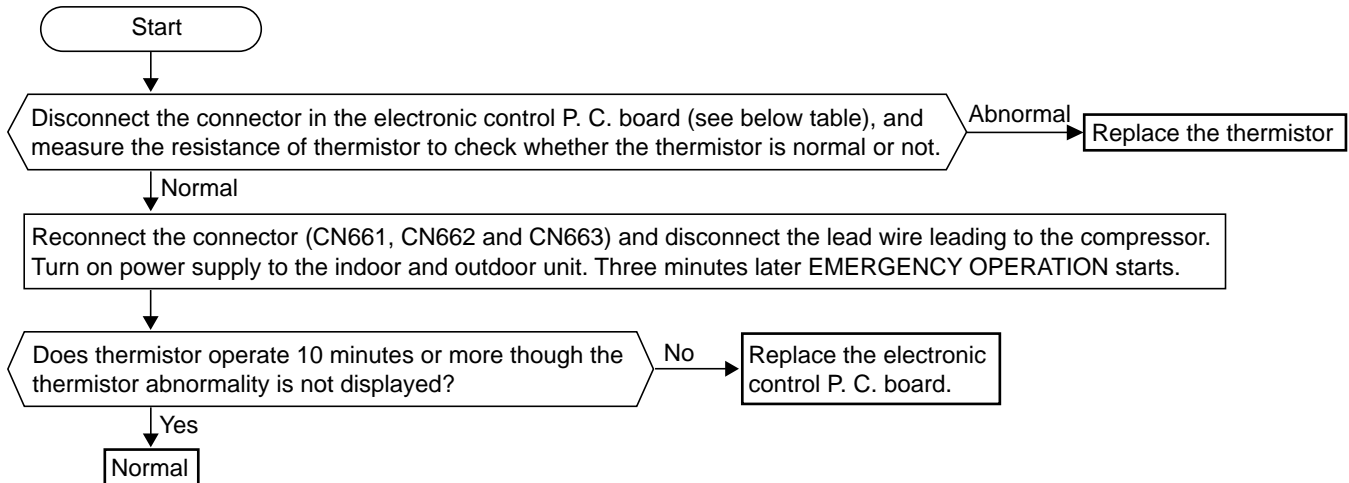 Start
Disconnect the connector in the electronic control P. C. board (see below table), and
measure the resistance of thermistor to check whether the thermistor is normal or not.
Abnormal
Replace the thermistor
Normal
Reconnect the connector (CN661, CN662 and CN663) and disconnect the lead wire leading to the compressor.
Turn on power supply to the indoor and outdoor unit. Three minutes later EMERGENCY OPERATION starts.
Does thermistor operate 10 minutes or more though the
thermistor abnormality is not displayed?
No
Replace the electronic
control P. C. board.
Yes
Normal